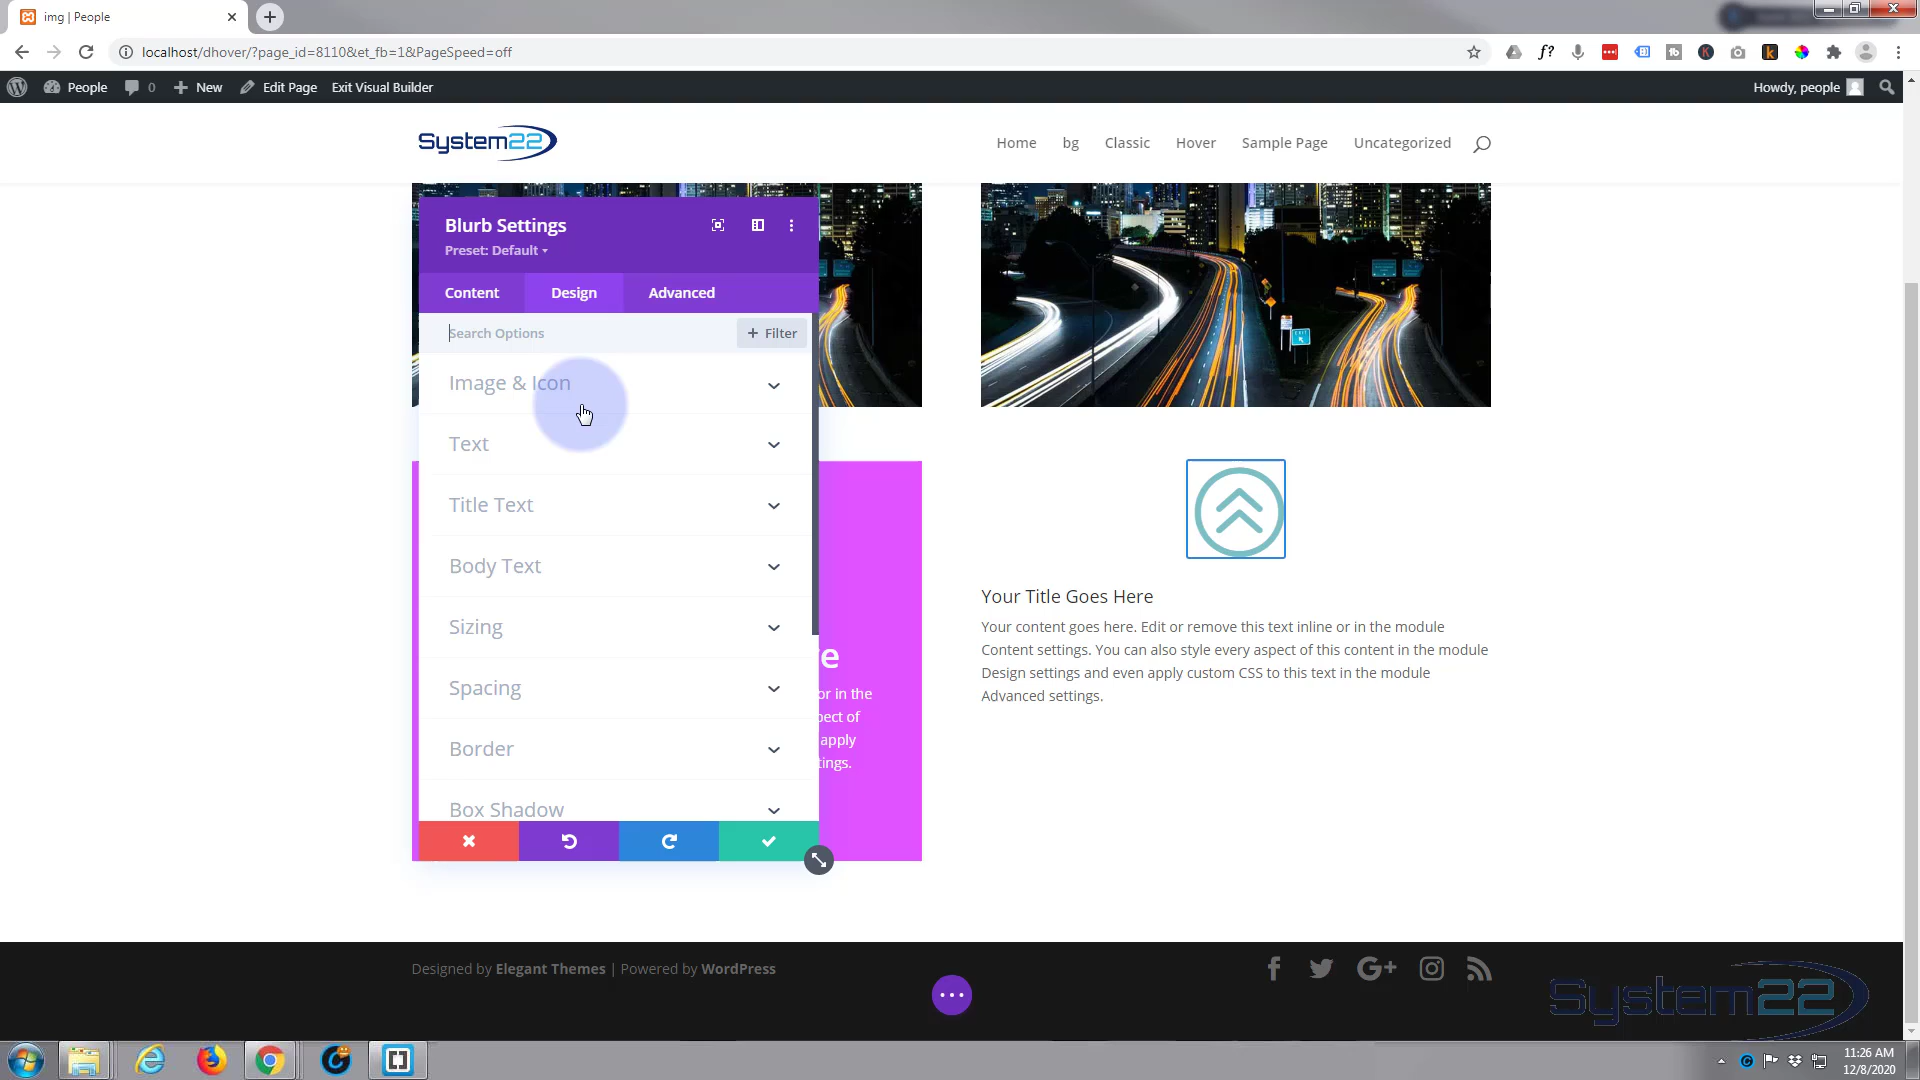 img | People
localhost/dhover/?page_id=8110&et_fb=1&PageSpeed=off
People
0
New
Edit Page
Exit Visual Builder
Howdy, people
System22
Home
bg
Classic
Hover
Sample Page
Uncategorized
Blurb Settings
Preset: Default
Content
Design
Advanced
Search Options
+ Filter
Image & Icon
Text
Title Text
Body Text
Sizing
Spacing
Border
Box Shadow
re
or in the
pect of
apply
tings.
EXIT
Your Title Goes Here
Your content goes here. Edit or remove this text inline or in the module
Content settings. You can also style every aspect of this content in the module
Design settings and even apply custom CSS to this text in the module
Advanced settings.
Designed by Elegant Themes | Powered by WordPress
System22
11:26 AM
12/8/2020